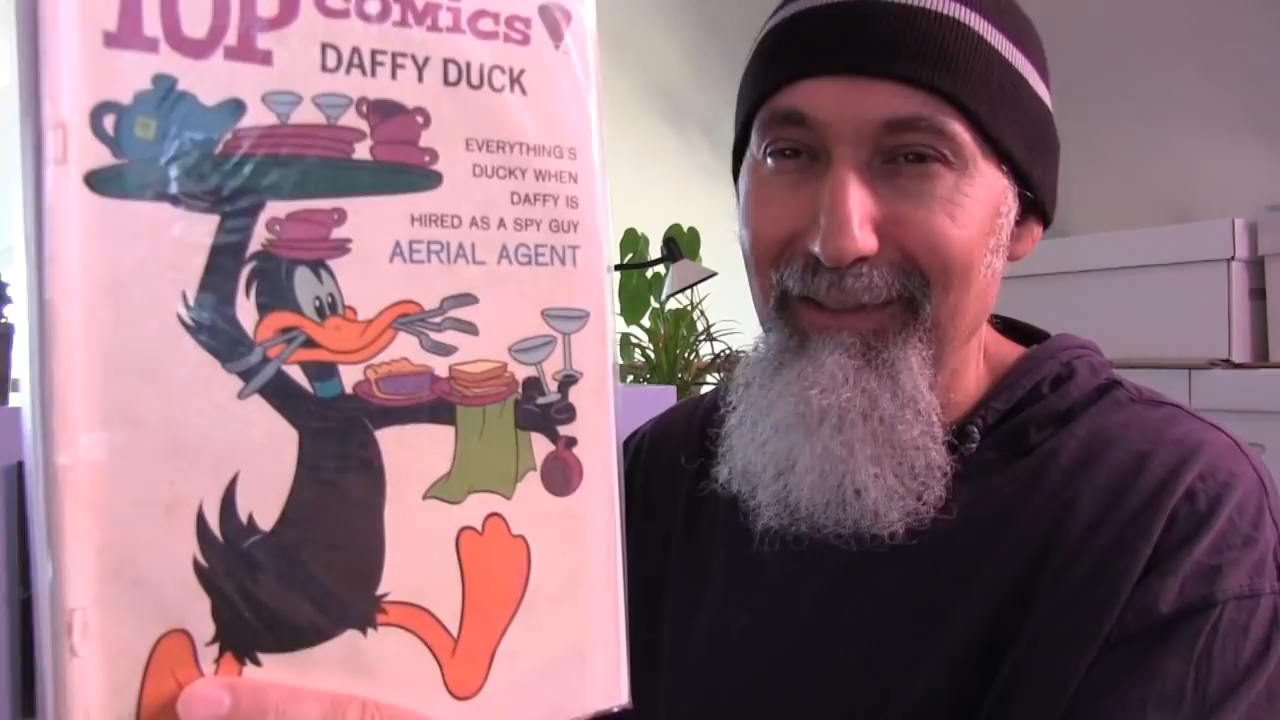 TOP COMICS
DAFFY DUCK
EVERYTHING'S
DUCKY WHEN
DAFFY IS
HIRED AS A SPY GUY
AERIAL AGENT